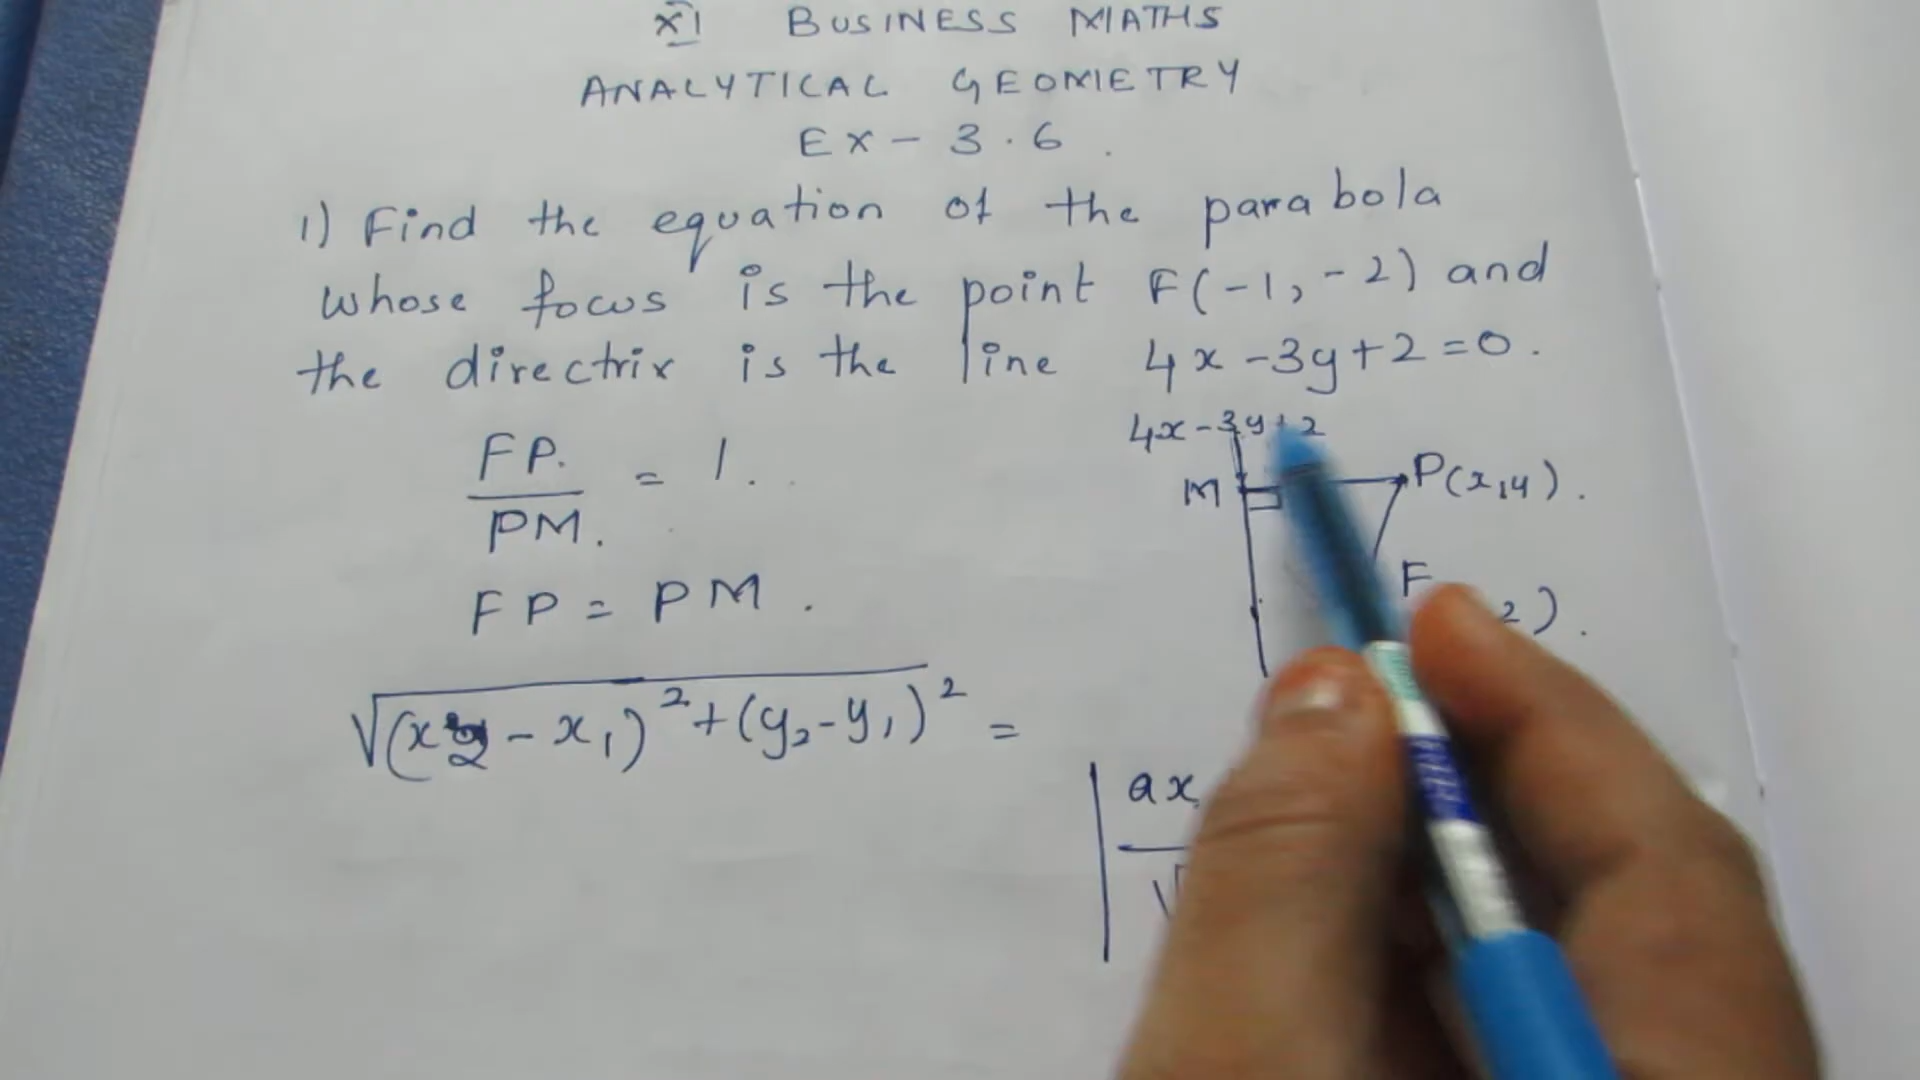 XI BUSINESS MATHS
ANALYTICAL GEOMETRY
EX - 3.6.
1) Find the equation of the parabola
whose focus is the point F(-1, -2) and
the directrix is the line 4x - 3y + 2 = 0.
4x - 3y + 2
FP. / PM. = 1.
M P(x, y).
FP = PM.
F
2).
√(x2 - x₁)² + (y₂ - y₁)² =
| ax
√